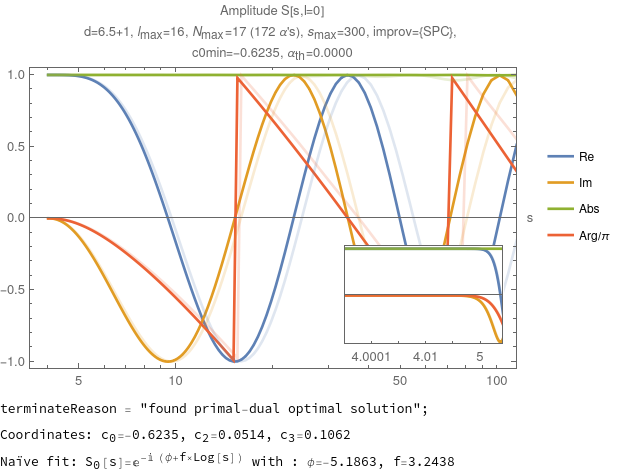 Amplitude S[s,l=0]
d=6.5+1, lmax=16, Nmax=17 (172 α's), smax=300, improv={SPC},
c0min=-0.6235, αth=0.0000
1.0
0.5
0.0
-0.5
-1.0
5
10
50
100
s
4.0001
4.01
5
Re
Im
Abs
Arg/π
terminateReason = "found primal-dual optimal solution";
Coordinates: c0=-0.6235, c2=0.0514, c3=0.1062
Naïve fit: S0[s]=e^-i (ϕ+f×Log[s]) with : ϕ=-5.1863, f=3.2438